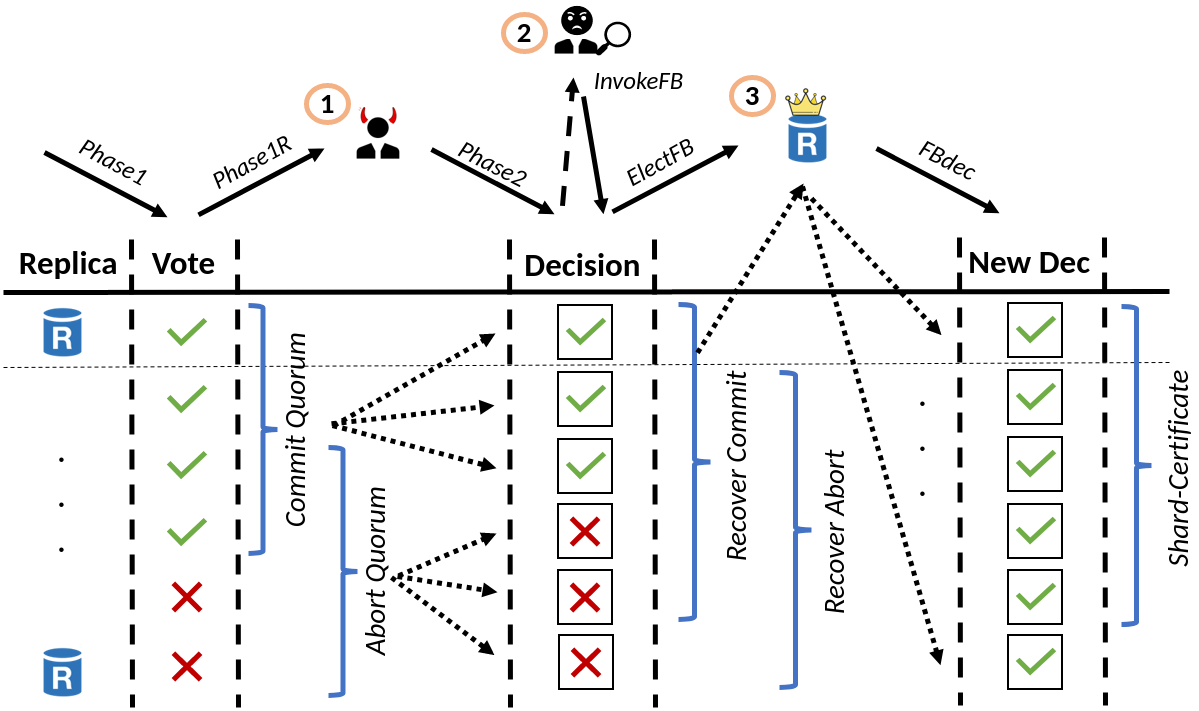 2
InvokeFB
1
3
Phase1
Phase1R
Phase2
ElectFB
R
FBdec
Replica
Vote
Decision
New Dec
R
Commit Quorum
Abort Quorum
Recover Commit
Recover Abort
Shard-Certificate
R